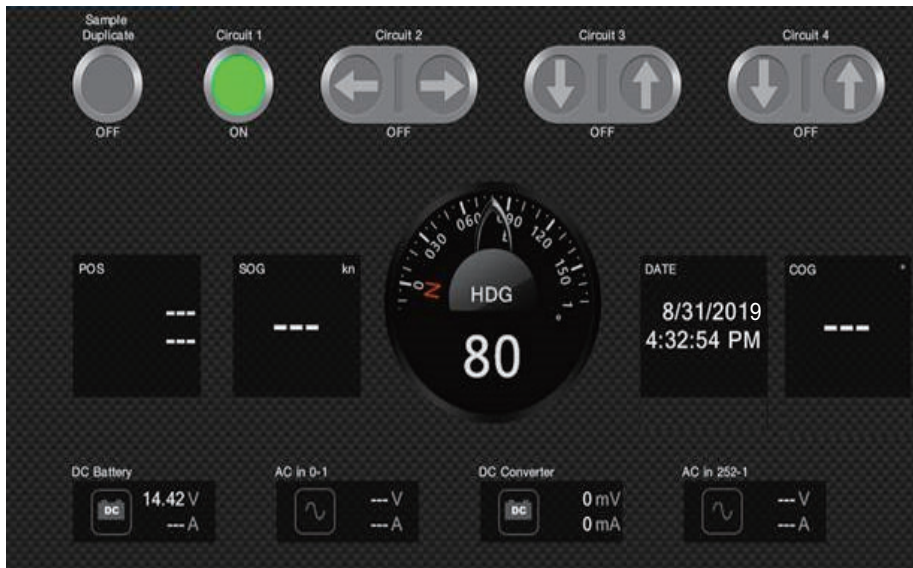 Sample
Duplicate
Circuit 1
Circuit 2
Circuit 3
Circuit 4
OFF
ON
OFF
OFF
OFF
POS
---
---
SOG kn
---
0 N 030 060 090 120 150 1
HDG
°
80
DATE
8/31/2019
4:32:54 PM
COG °
---
DC Battery
DC
14.42 V
--- A
AC in 0-1
--- V
--- A
DC Converter
DC
0 mV
0 mA
AC in 252-1
--- V
--- A